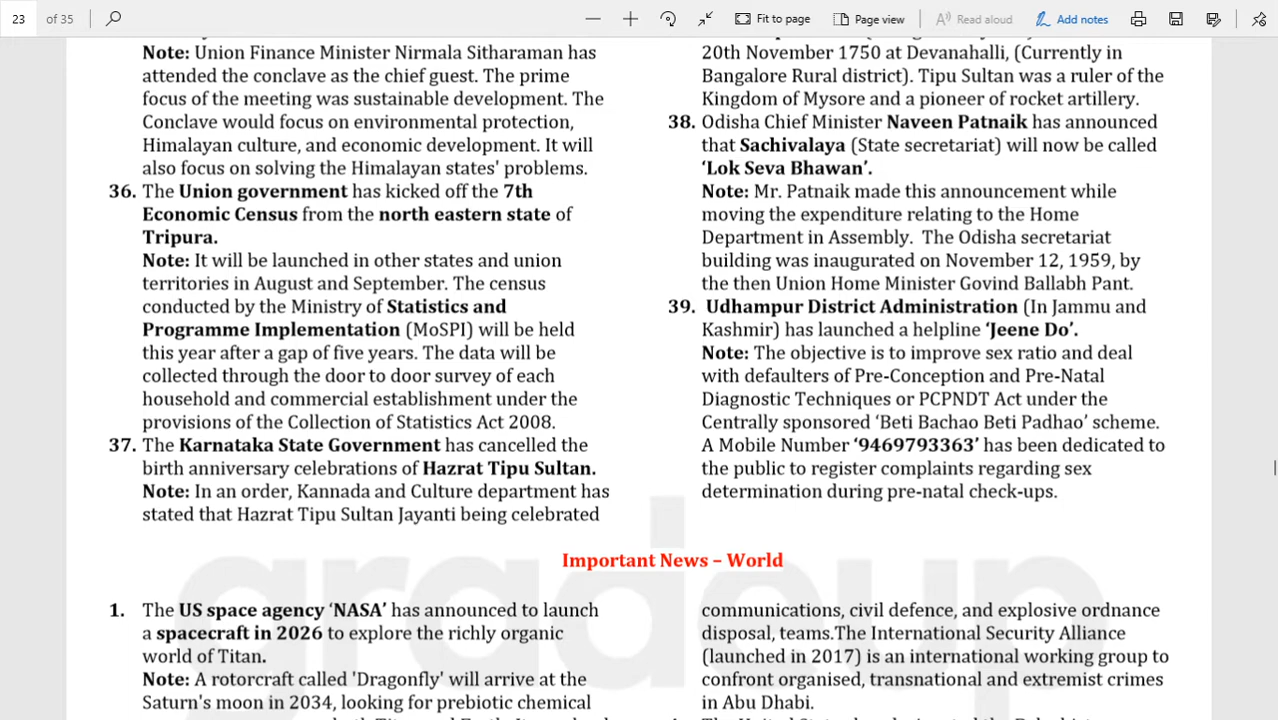 23 of 35 Fit to page Page view Read aloud Add notes
Note: Union Finance Minister Nirmala Sitharaman has
attended the conclave as the chief guest. The prime
focus of the meeting was sustainable development. The
Conclave would focus on environmental protection,
Himalayan culture, and economic development. It will
also focus on solving the Himalayan states' problems.
36. The Union government has kicked off the 7th
Economic Census from the north eastern state of
Tripura.
Note: It will be launched in other states and union
territories in August and September. The census
conducted by the Ministry of Statistics and
Programme Implementation (MoSPI) will be held
this year after a gap of five years. The data will be
collected through the door to door survey of each
household and commercial establishment under the
provisions of the Collection of Statistics Act 2008.
37. The Karnataka State Government has cancelled the
birth anniversary celebrations of Hazrat Tipu Sultan.
Note: In an order, Kannada and Culture department has
stated that Hazrat Tipu Sultan Jayanti being celebrated
20th November 1750 at Devanahalli, (Currently in
Bangalore Rural district). Tipu Sultan was a ruler of the
Kingdom of Mysore and a pioneer of rocket artillery.
38. Odisha Chief Minister Naveen Patnaik has announced
that Sachivalaya (State secretariat) will now be called
‘Lok Seva Bhawan’.
Note: Mr. Patnaik made this announcement while
moving the expenditure relating to the Home
Department in Assembly. The Odisha secretariat
building was inaugurated on November 12, 1959, by
the then Union Home Minister Govind Ballabh Pant.
39. Udhampur District Administration (In Jammu and
Kashmir) has launched a helpline ‘Jeene Do’.
Note: The objective is to improve sex ratio and deal
with defaulters of Pre-Conception and Pre-Natal
Diagnostic Techniques or PCPNDT Act under the
Centrally sponsored ‘Beti Bachao Beti Padhao’ scheme.
A Mobile Number ‘9469793363’ has been dedicated to
the public to register complaints regarding sex
determination during pre-natal check-ups.
gradeup
Important News – World
1. The US space agency ‘NASA’ has announced to launch
a spacecraft in 2026 to explore the richly organic
world of Titan.
Note: A rotorcraft called 'Dragonfly' will arrive at the
Saturn's moon in 2034, looking for prebiotic chemical
communications, civil defence, and explosive ordnance
disposal, teams.The International Security Alliance
(launched in 2017) is an international working group to
confront organised, transnational and extremist crimes
in Abu Dhabi.